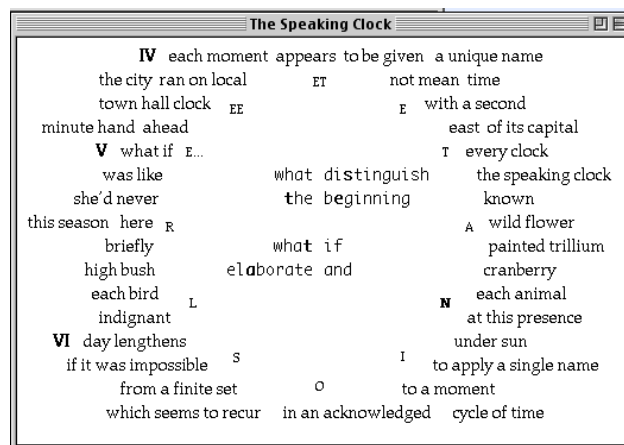 The Speaking Clock
IV each moment appears to be given a unique name
the city ran on local ET not mean time
town hall clock EE E with a second
minute hand ahead east of its capital
V what if E... T every clock
was like what distinguish the speaking clock
she'd never the beginning known
this season here R A wild flower
briefly what if painted trillium
high bush elaborate and cranberry
each bird L N each animal
indignant at this presence
VI day lengthens under sun
if it was impossible S I to apply a single name
from a finite set O to a moment
which seems to recur in an acknowledged cycle of time